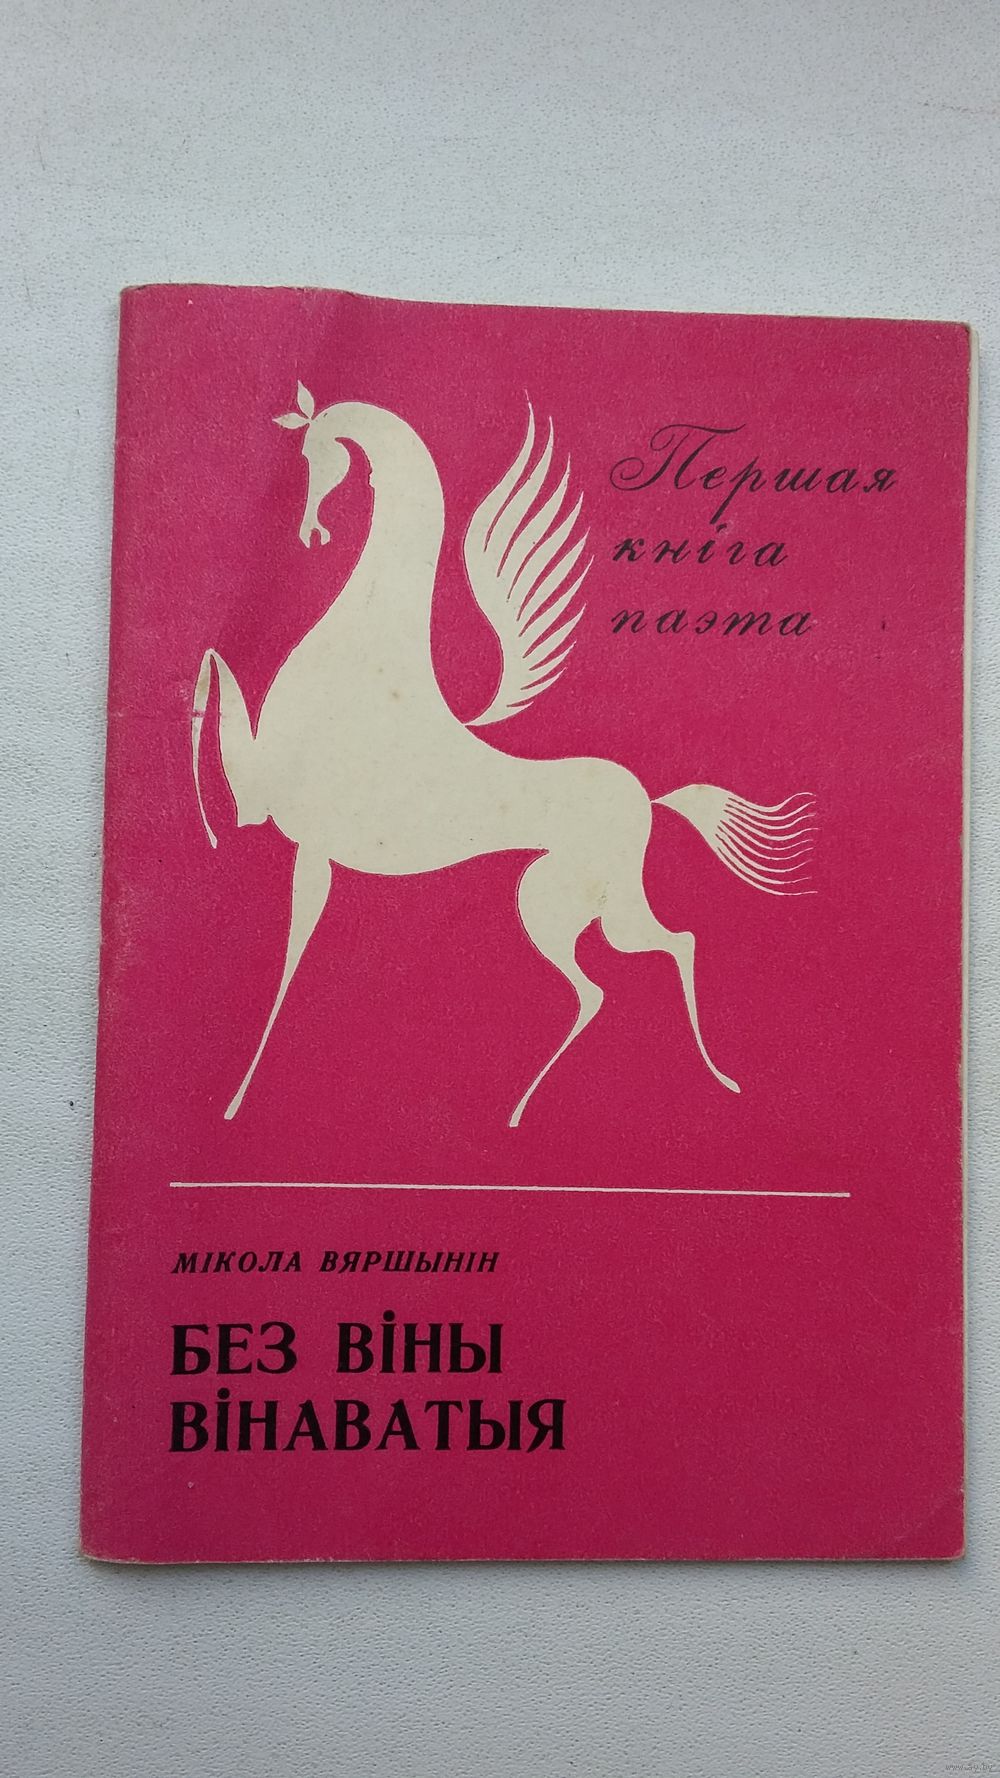 Першая
кніга
паэта
МІКОЛА ВЯРШЫНІН
БЕЗ ВіНЫ
ВіНАВАТЫЯ